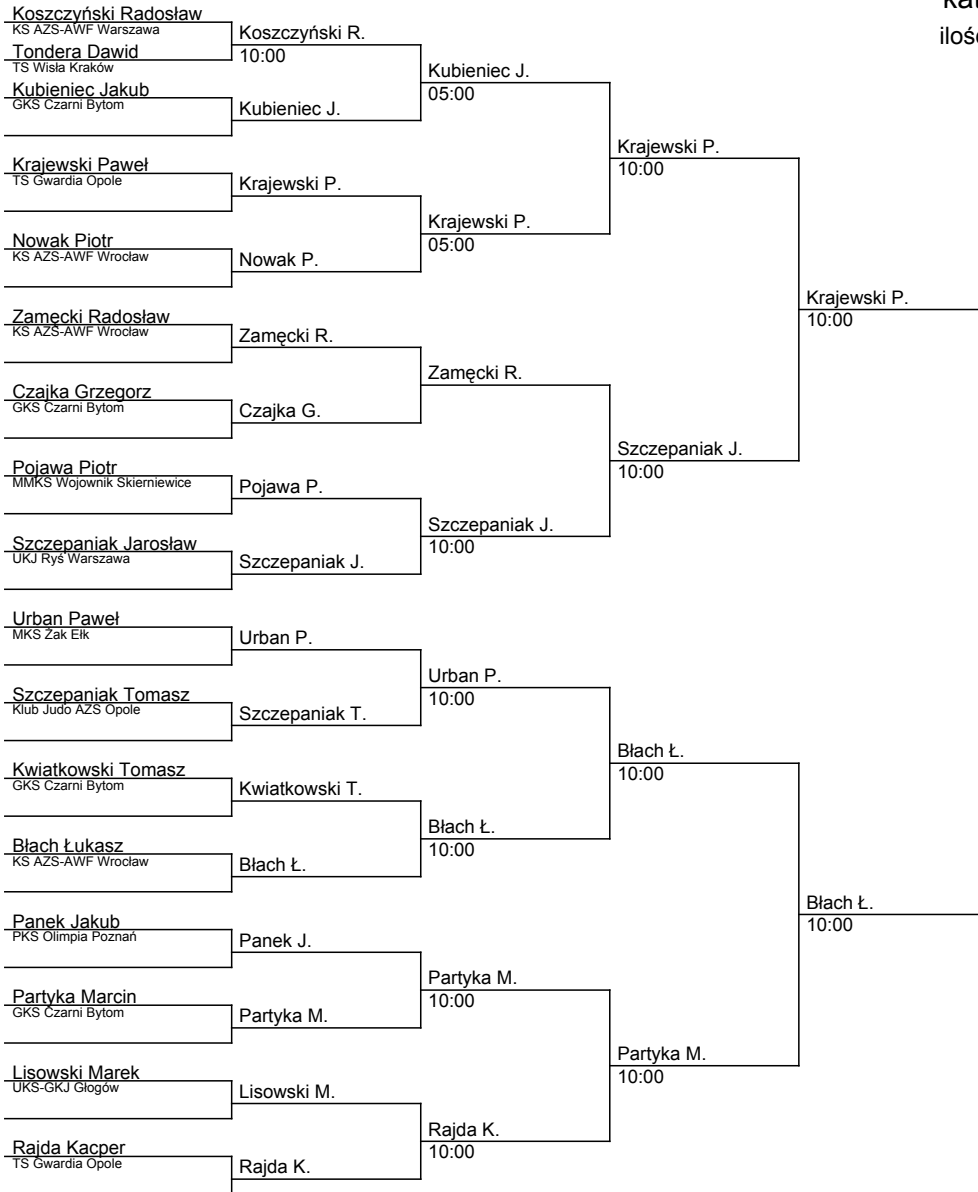 Koszczyński Radosław
KS AZS-AWF Warszawa
Tondera Dawid
TS Wisła Kraków
Kubieniec Jakub
GKS Czarni Bytom
Krajewski Paweł
TS Gwardia Opole
Nowak Piotr
KS AZS-AWF Wrocław
Zamęcki Radosław
KS AZS-AWF Wrocław
Czajka Grzegorz
GKS Czarni Bytom
Pojawa Piotr
MMKS Wojownik Skierniewice
Szczepaniak Jarosław
UKJ Ryś Warszawa
Urban Paweł
MKS Żak Ełk
Szczepaniak Tomasz
Klub Judo AZS Opole
Kwiatkowski Tomasz
GKS Czarni Bytom
Błach Łukasz
KS AZS-AWF Wrocław
Panek Jakub
PKS Olimpia Poznań
Partyka Marcin
GKS Czarni Bytom
Lisowski Marek
UKS-GKJ Głogów
Rajda Kacper
TS Gwardia Opole
Koszczyński R.
10:00
Kubieniec J.
Krajewski P.
Nowak P.
Zamęcki R.
Czajka G.
Pojawa P.
Szczepaniak J.
Urban P.
Szczepaniak T.
Kwiatkowski T.
Błach Ł.
Panek J.
Partyka M.
Lisowski M.
Rajda K.
Kubieniec J.
05:00
Krajewski P.
05:00
Zamęcki R.
Szczepaniak J.
10:00
Urban P.
10:00
Błach Ł.
10:00
Partyka M.
10:00
Rajda K.
10:00
Krajewski P.
10:00
Szczepaniak J.
10:00
Błach Ł.
10:00
Partyka M.
10:00
Krajewski P.
10:00
Błach Ł.
10:00